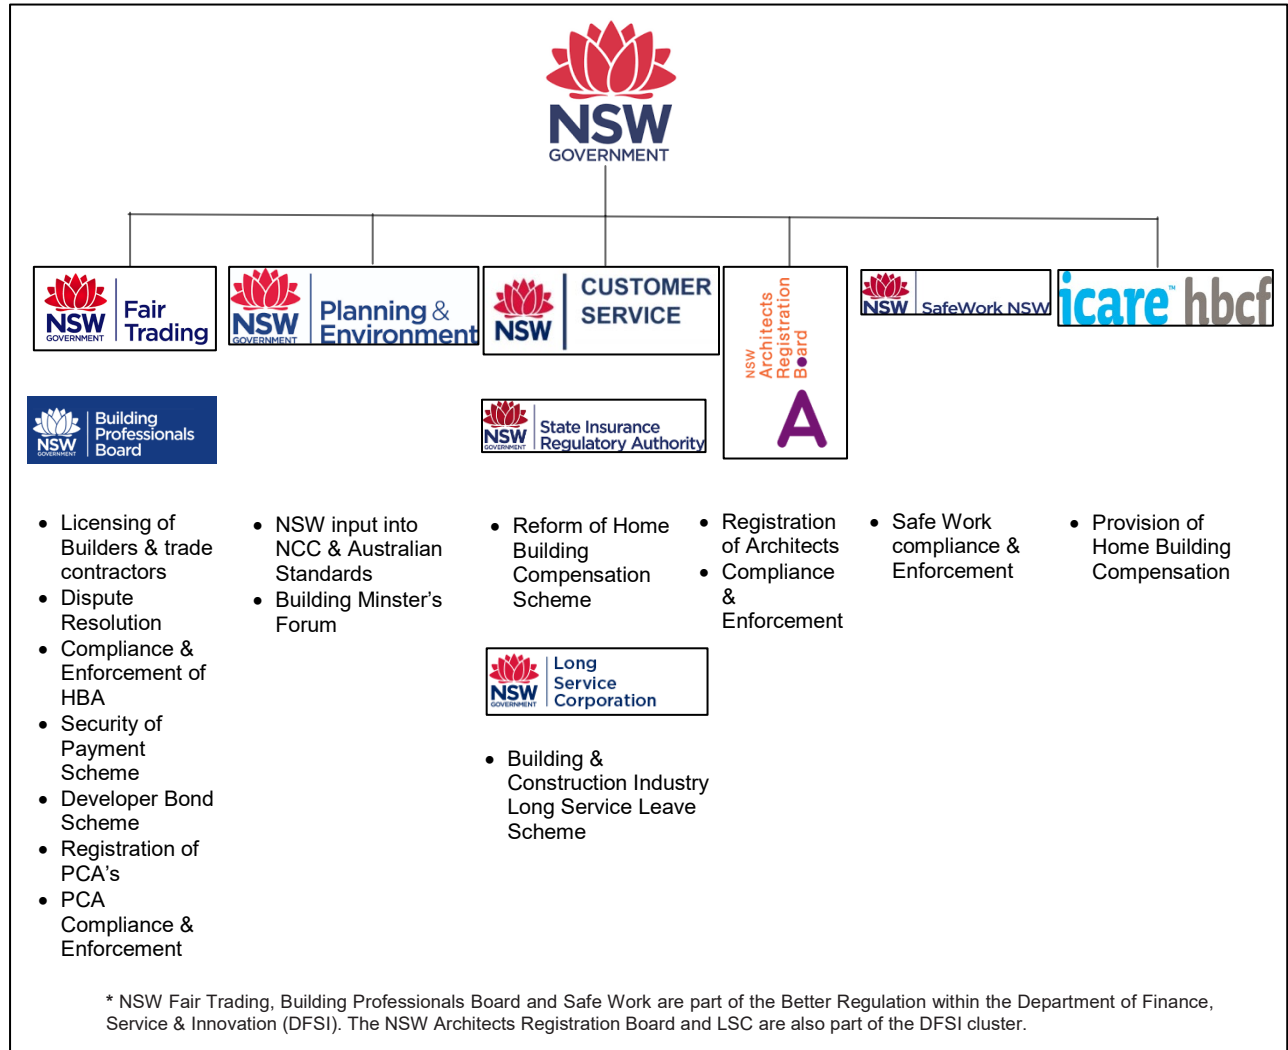 NSW
GOVERNMENT
NSW
GOVERNMENT
Fair
Trading
NSW
GOVERNMENT
Planning &
Environment
NSW
CUSTOMER
SERVICE
NSW
Architects
Registration
Board
A
NSW
GOVERNMENT
SafeWork NSW
icare™ hbcf
NSW
GOVERNMENT
Building
Professionals
Board
NSW
GOVERNMENT
State Insurance
Regulatory Authority
• Licensing of
Builders & trade
contractors
• Dispute
Resolution
• Compliance &
Enforcement of
HBA
• Security of
Payment
Scheme
• Developer Bond
Scheme
• Registration of
PCA's
• PCA
Compliance &
Enforcement
• NSW input into
NCC & Australian
Standards
• Building Minster's
Forum
• Reform of Home
Building
Compensation
Scheme
NSW
GOVERNMENT
Long
Service
Corporation
• Building &
Construction Industry
Long Service Leave
Scheme
• Registration
of Architects
• Compliance
&
Enforcement
• Safe Work
compliance &
Enforcement
• Provision of
Home Building
Compensation
* NSW Fair Trading, Building Professionals Board and Safe Work are part of the Better Regulation within the Department of Finance,
Service & Innovation (DFSI). The NSW Architects Registration Board and LSC are also part of the DFSI cluster.